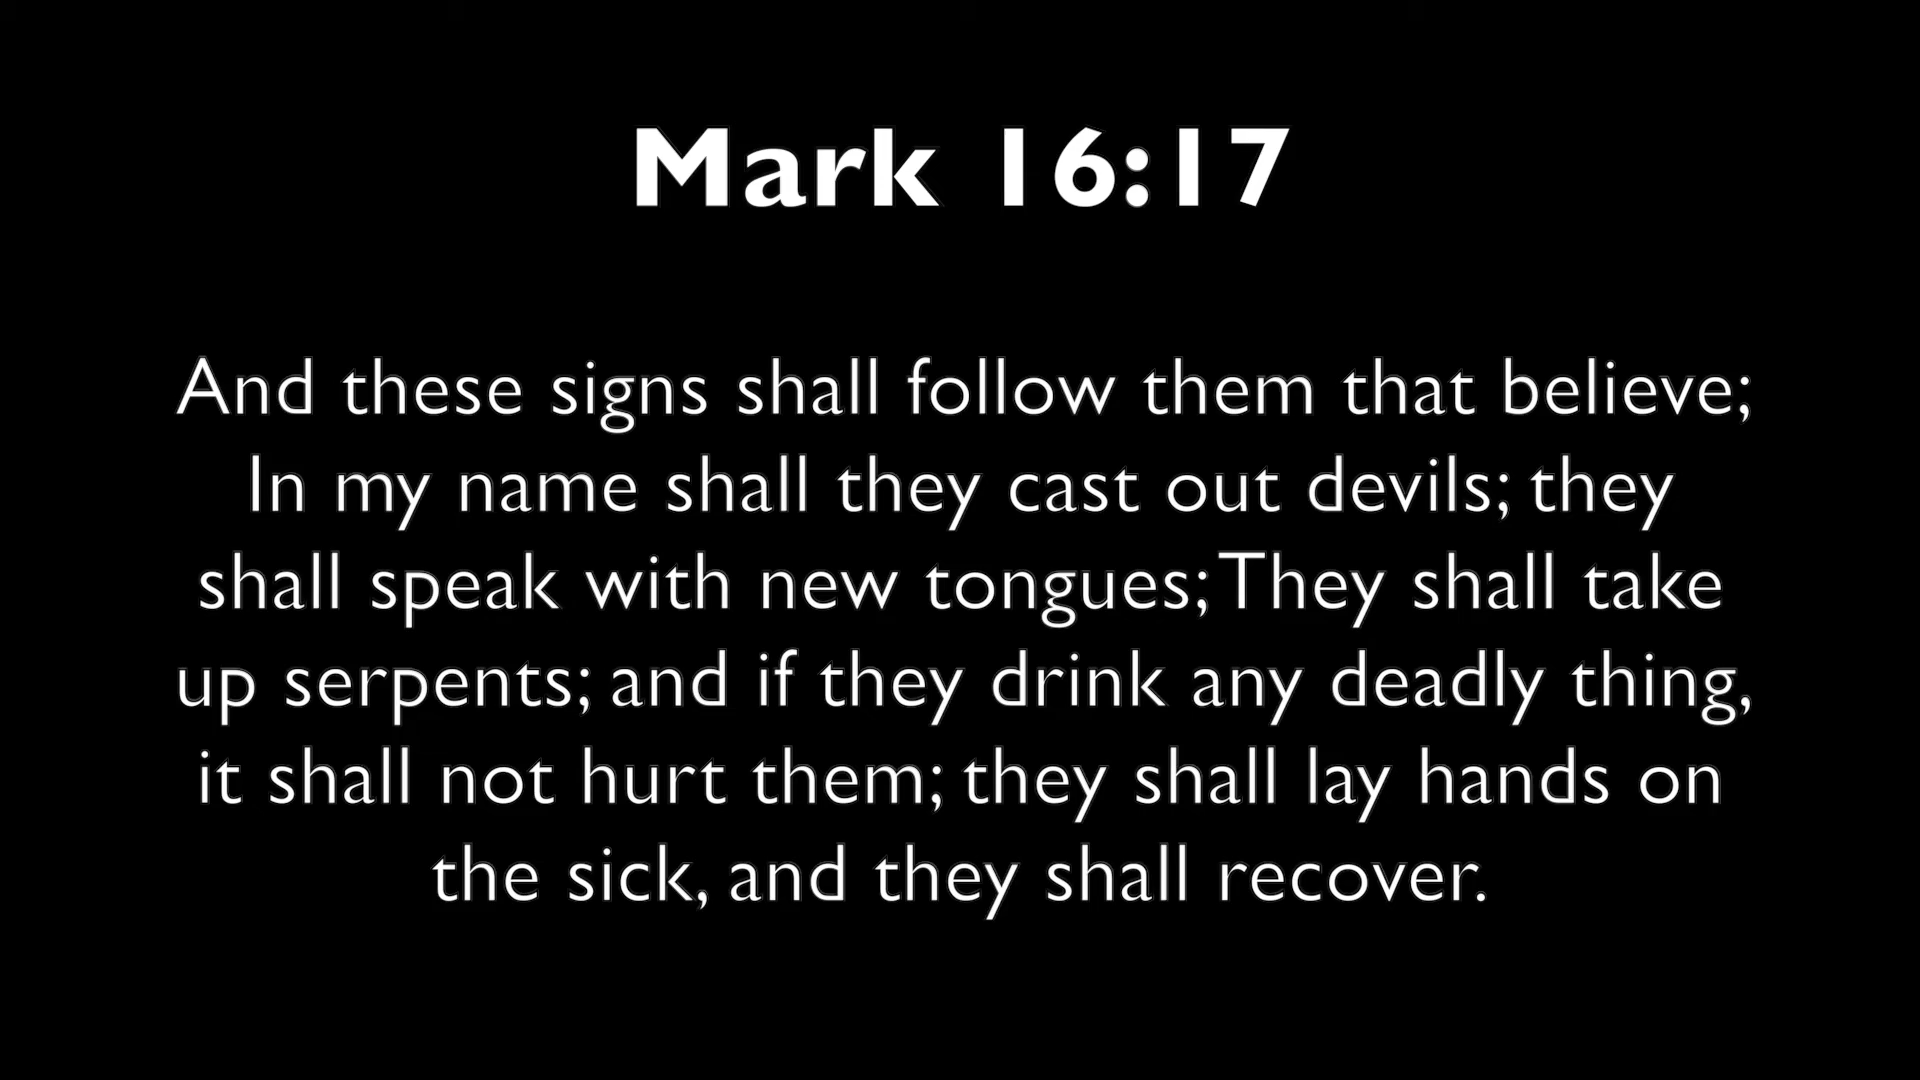 Mark 16:17
And these signs shall follow them that believe;
In my name shall they cast out devils; they
shall speak with new tongues; They shall take
up serpents; and if they drink any deadly thing,
it shall not hurt them; they shall lay hands on
the sick, and they shall recover.